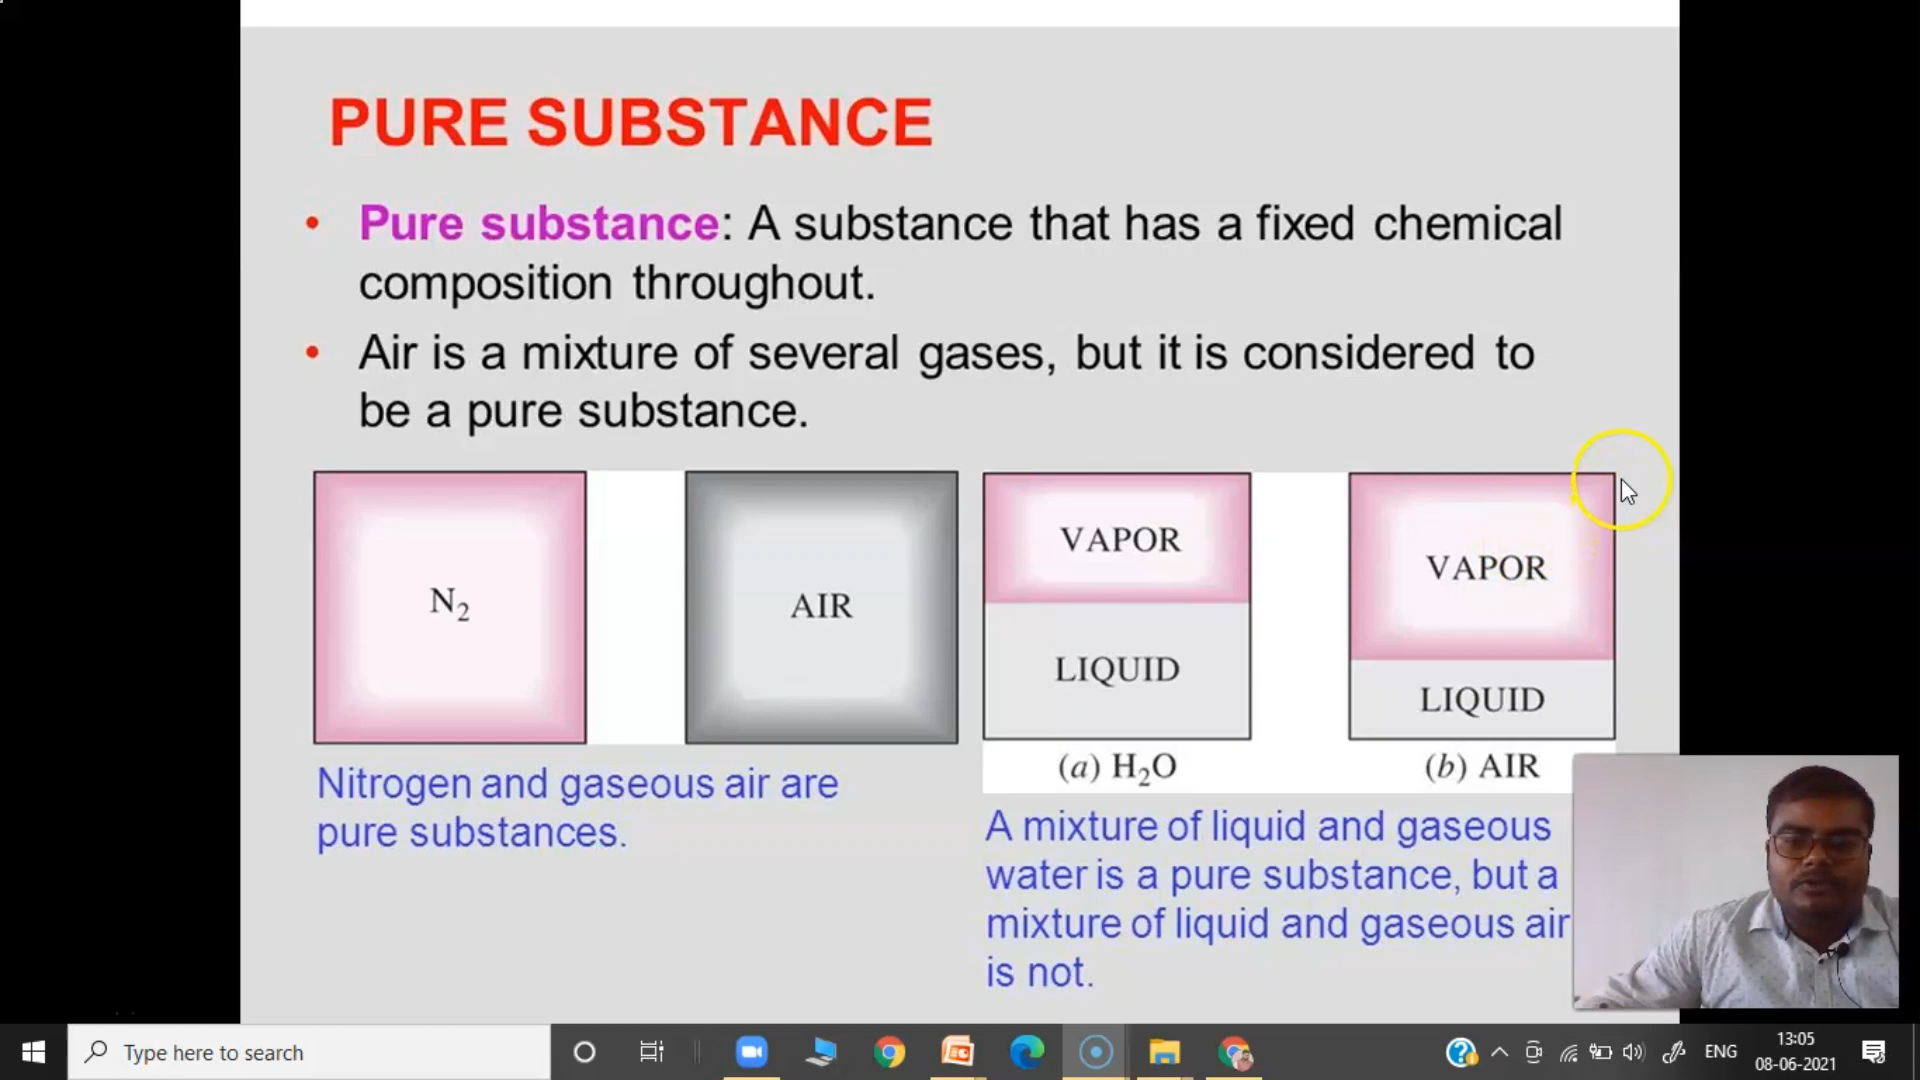 PURE SUBSTANCE
• Pure substance: A substance that has a fixed chemical
composition throughout.
• Air is a mixture of several gases, but it is considered to
be a pure substance.
N₂
AIR
VAPOR
LIQUID
(a) H₂O
VAPOR
LIQUID
(b) AIR
Nitrogen and gaseous air are
pure substances.
A mixture of liquid and gaseous
water is a pure substance, but a
mixture of liquid and gaseous air
is not.
Type here to search
ENG
13:05
08-06-2021